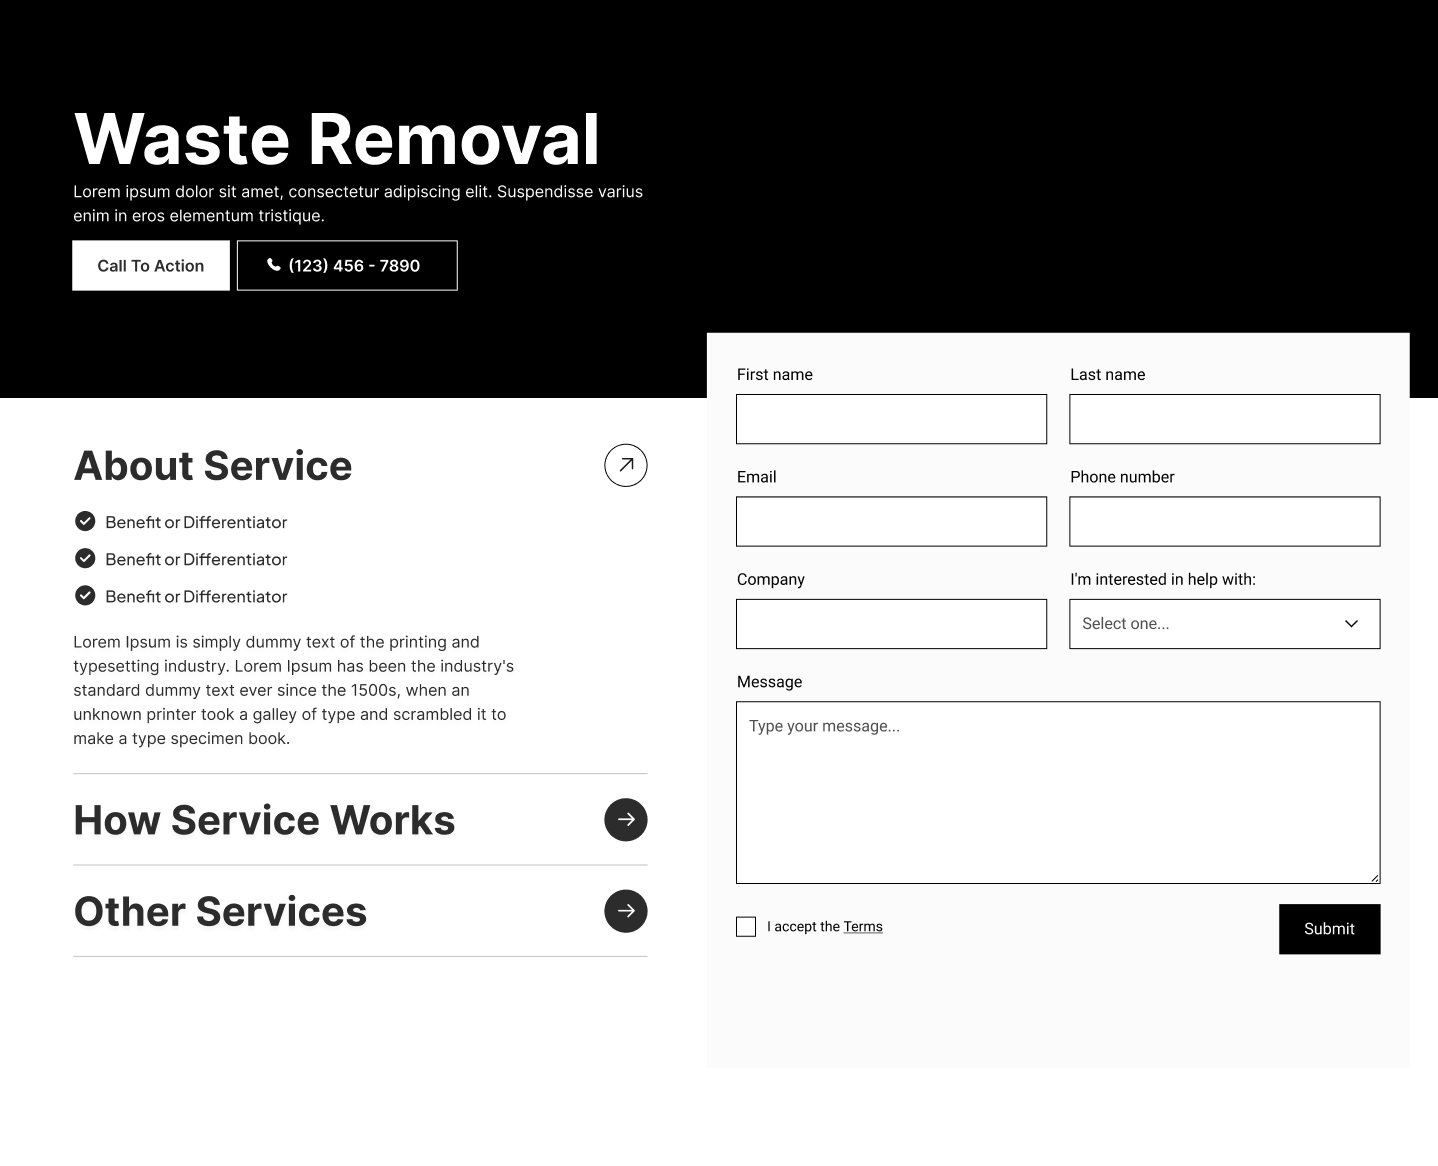 Waste Removal
Lorem ipsum dolor sit amet, consectetur adipiscing elit. Suspendisse varius
enim in eros elementum tristique.
Call To Action
(123) 456 - 7890
About Service
Benefit or Differentiator
Benefit or Differentiator
Benefit or Differentiator
Lorem Ipsum is simply dummy text of the printing and
typesetting industry. Lorem Ipsum has been the industry's
standard dummy text ever since the 1500s, when an
unknown printer took a galley of type and scrambled it to
make a type specimen book.
How Service Works
Other Services
First name
Last name
Email
Phone number
Company
I'm interested in help with:
Select one...
Message
Type your message...
I accept the Terms
Submit